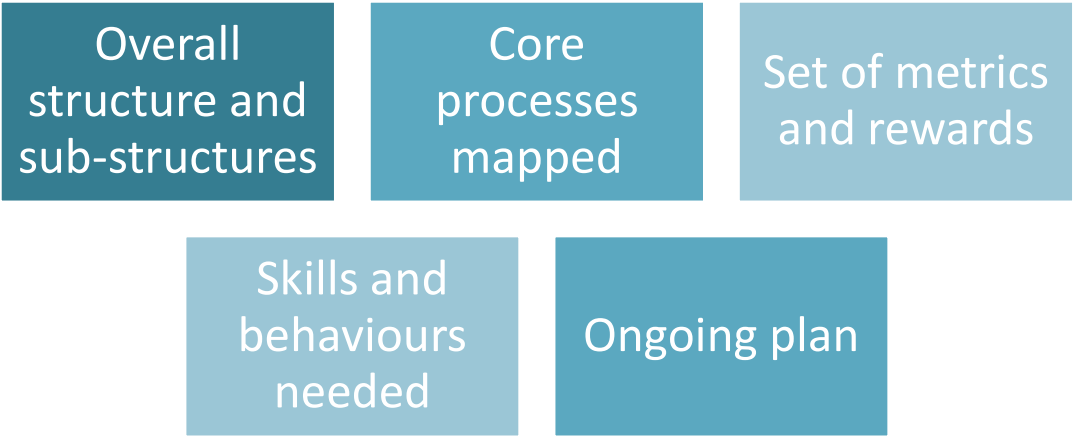 Overall
structure and
sub-structures
Core
processes
mapped
Set of metrics
and rewards
Skills and
behaviours
needed
Ongoing plan